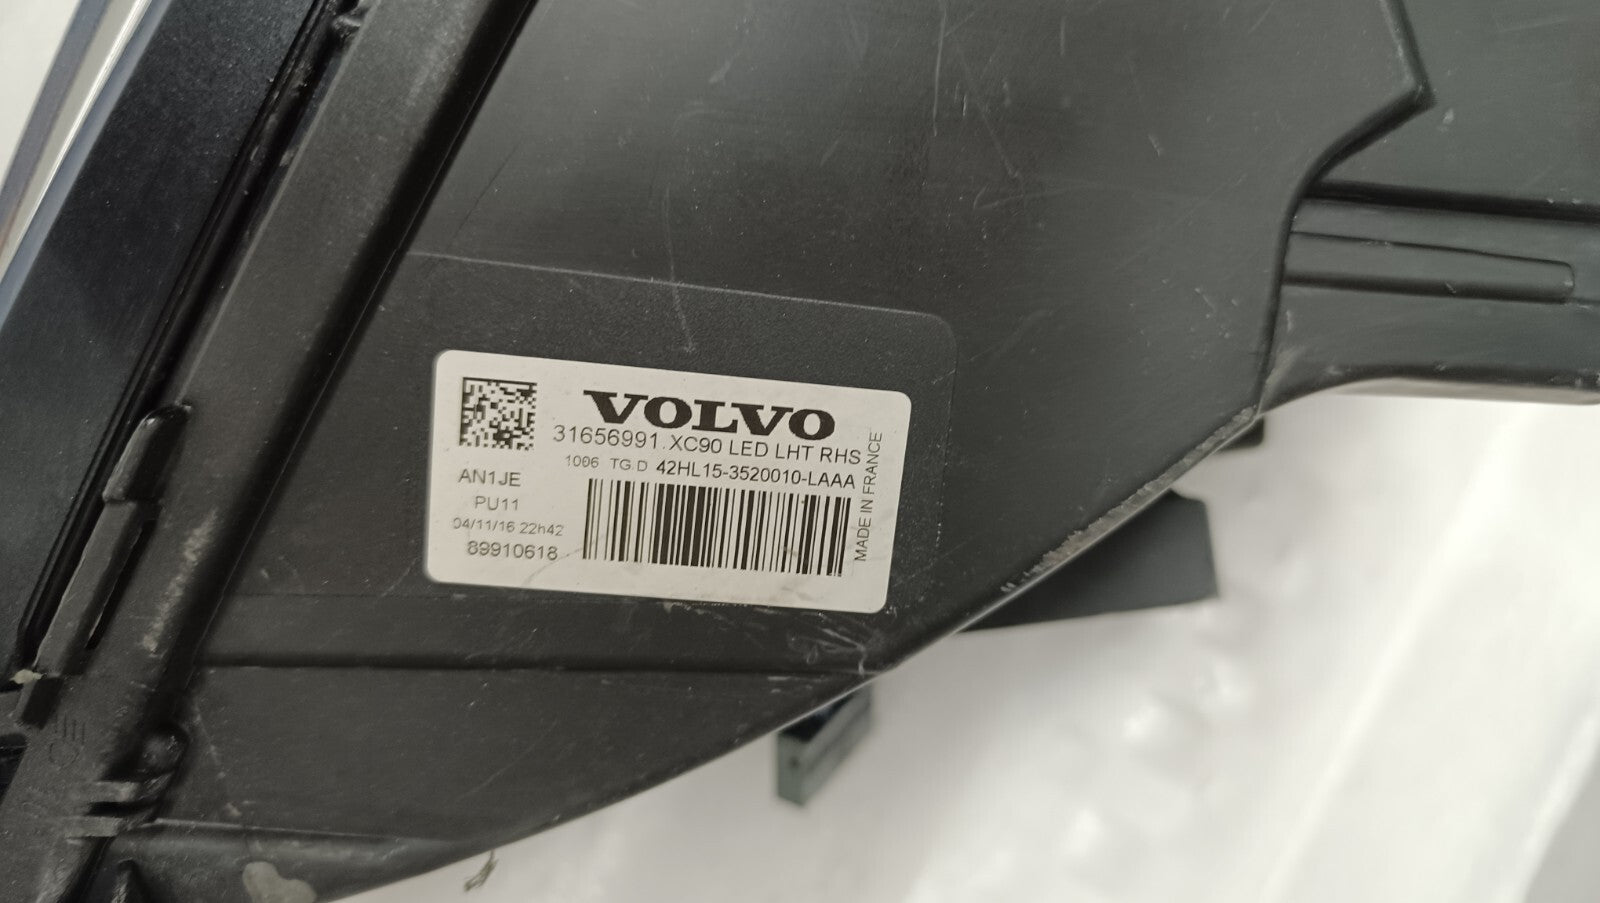 VOLVO
31656991.XC90 LED LHT RHS
1006 TG.D 42HL15-3520010-LAAA
AN1JE
PU11
04/11/16 22h42
89910618
MADE IN FRANCE